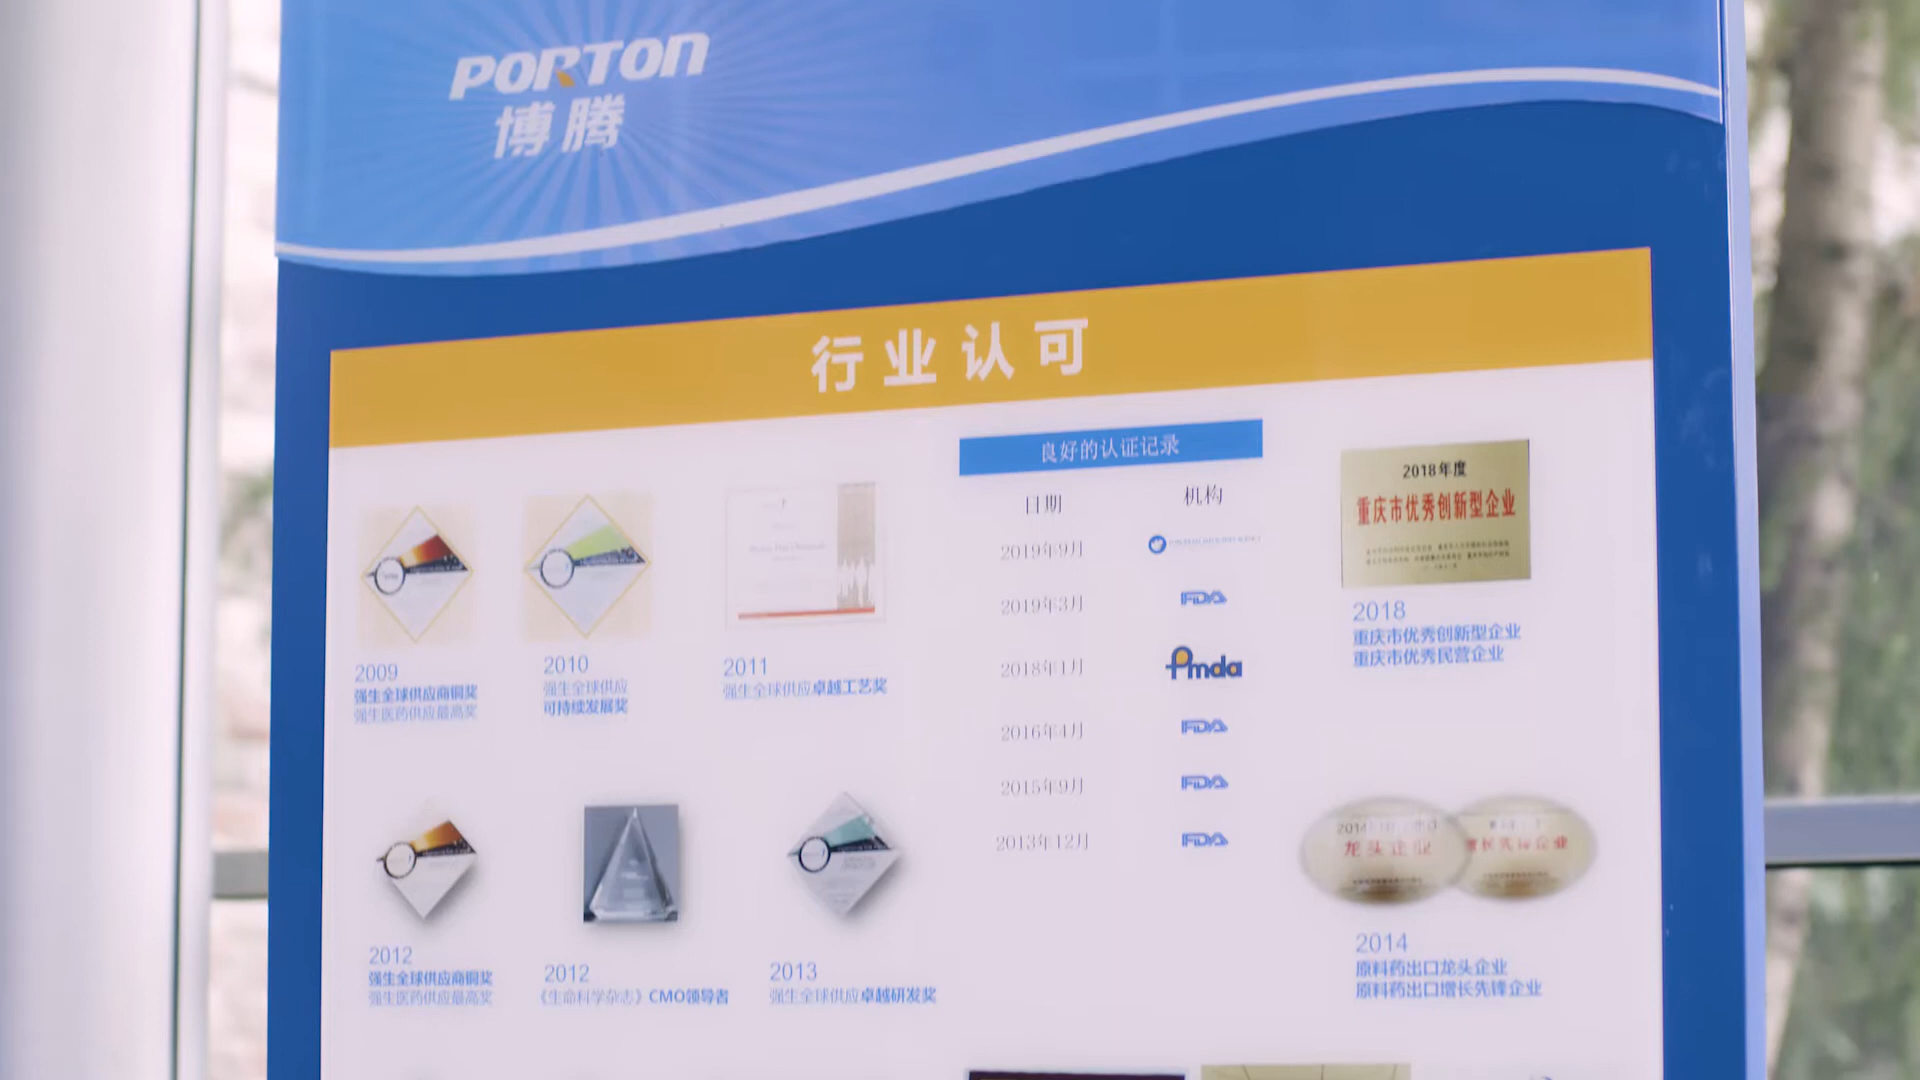 PORTON
博腾
行业认可
2009
强生全球供应商铜奖
强生医药供应最高奖
2010
强生全球供应
可持续发展奖
2011
强生全球供应卓越工艺奖
2012
强生全球供应商铜奖
强生医药供应最高奖
2012
《生命科学杂志》CMO领导者
2013
强生全球供应卓越研发奖
良好的认证记录
日期 机构
2019年9月
2019年3月 FDA
2018年1月 Pmda
2016年4月 FDA
2015年9月 FDA
2013年12月 FDA
2018年度
重庆市优秀创新型企业
2018
重庆市优秀创新型企业
重庆市优秀民营企业
龙头企业
2014
原料药出口龙头企业
原料药出口增长先锋企业